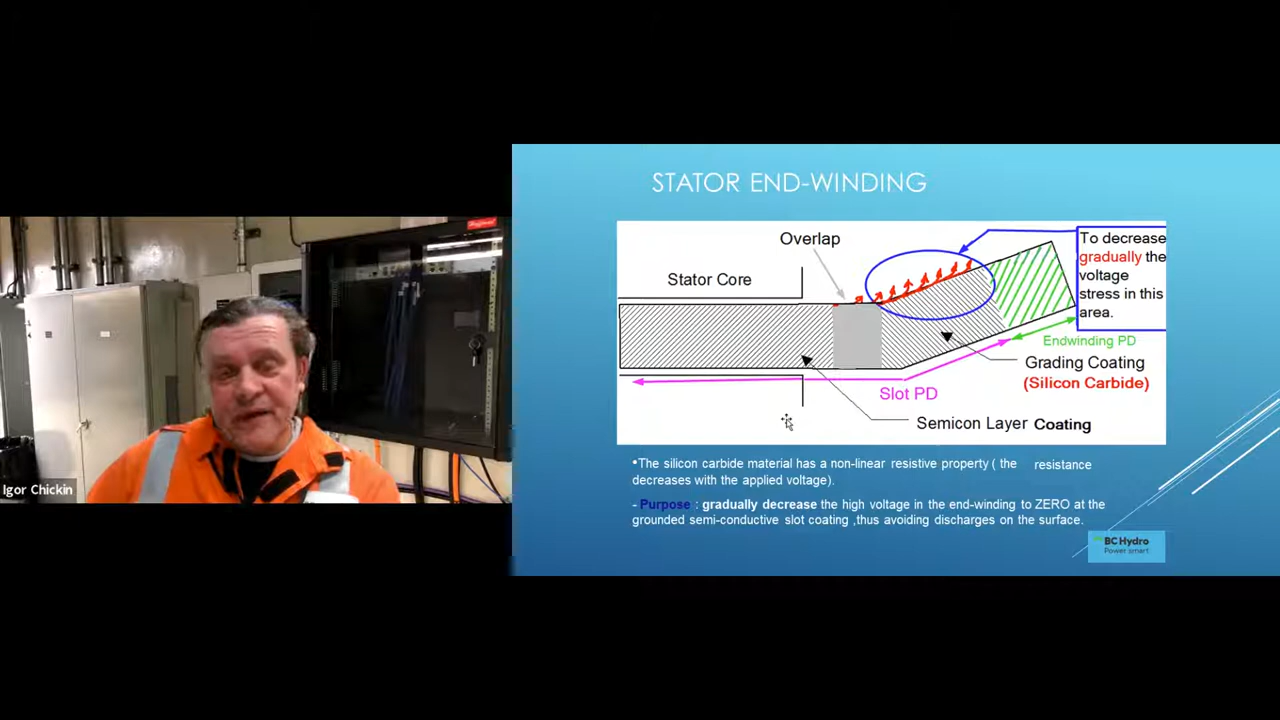 Igor Chickin
STATOR END-WINDING
Overlap
Stator Core
To decrease
gradually the
voltage
stress in this
area.
Endwinding PD
Grading Coating
(Silicon Carbide)
Slot PD
Semicon Layer Coating
•The silicon carbide material has a non-linear resistive property ( the resistance
decreases with the applied voltage).
- Purpose : gradually decrease the high voltage in the end-winding to ZERO at the
grounded semi-conductive slot coating ,thus avoiding discharges on the surface.
BC Hydro
Power smart